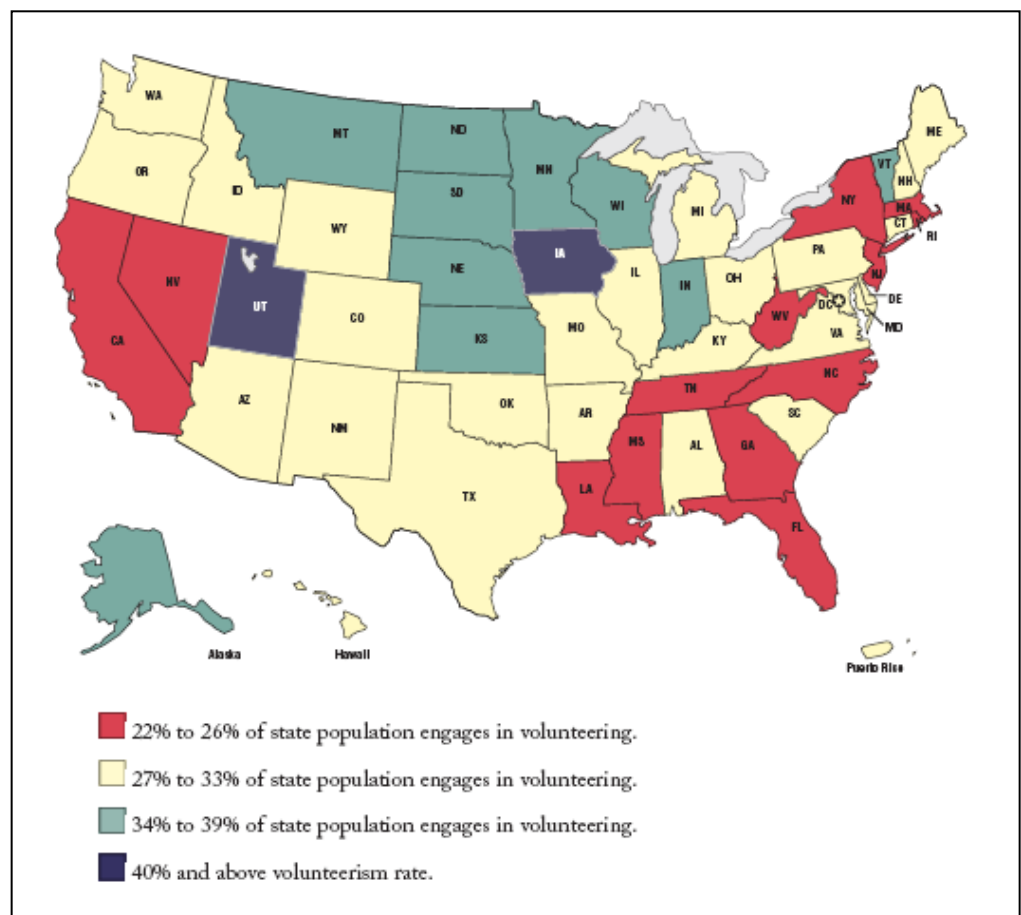 WA
MT
ND
MN
ME
OR
ID
SD
WI
MI
VT
NH
NY
MA
CT
RI
WY
NE
IA
IL
IN
OH
PA
NJ
NV
UT
CO
KS
MO
KY
WV
DC
DE
MD
VA
CA
AZ
NM
OK
AR
TN
NC
SC
TX
LA
MS
AL
GA
FL
Alaska
Hawaii
Puerto Rico
22% to 26% of state population engages in volunteering.
27% to 33% of state population engages in volunteering.
34% to 39% of state population engages in volunteering.
40% and above volunteerism rate.